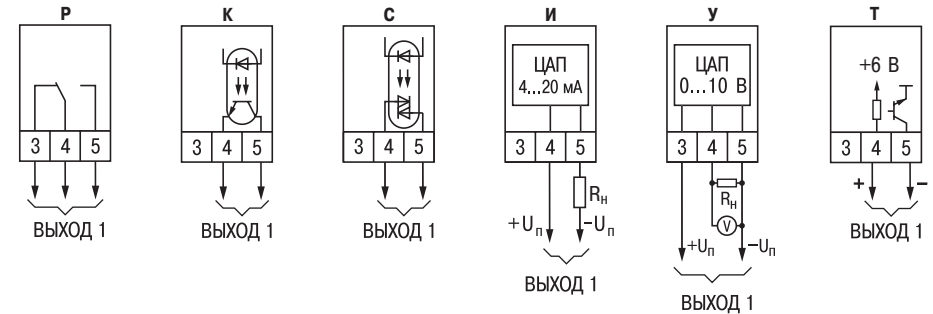 Р К С И У Т
ЦАП
4...20 мА
ЦАП
0...10 В
+6 В
3 4 5
3 4 5
3 4 5
3 4 5
3 4 5
3 4 5
+ −
Rн
Rн
V
+Uп −Uп
+Uп −Uп
ВЫХОД 1
ВЫХОД 1
ВЫХОД 1
ВЫХОД 1
ВЫХОД 1
ВЫХОД 1